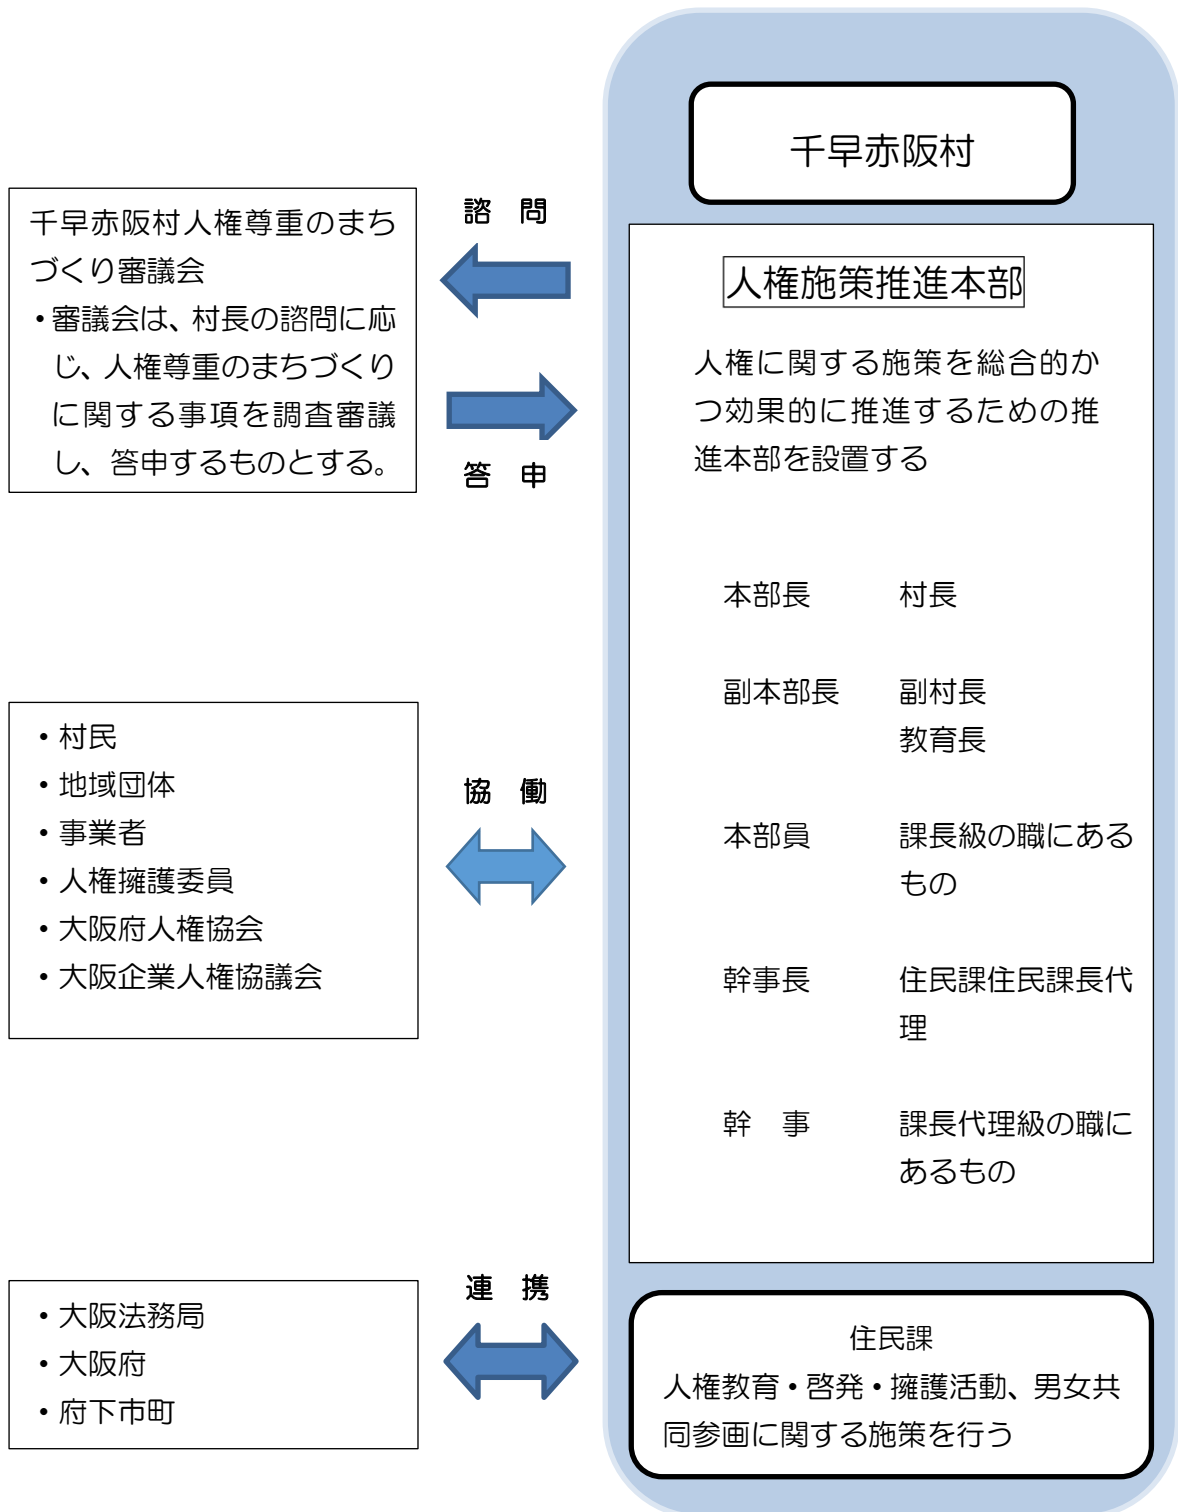 千早赤阪村
千早赤阪村人権尊重のまち
づくり審議会
・審議会は、村長の諮問に応
じ、人権尊重のまちづくり
に関する事項を調査審議
し、答申するものとする。
諮 問
答 申
人権施策推進本部
人権に関する施策を総合的か
つ効果的に推進するための推
進本部を設置する
本部長 村長
副本部長 副村長
教育長
本部員 課長級の職にある
もの
幹事長 住民課住民課長代
理
幹 事 課長代理級の職に
あるもの
・村民
・地域団体
・事業者
・人権擁護委員
・大阪府人権協会
・大阪企業人権協議会
協 働
・大阪法務局
・大阪府
・府下市町
連 携
住民課
人権教育・啓発・擁護活動、男女共
同参画に関する施策を行う